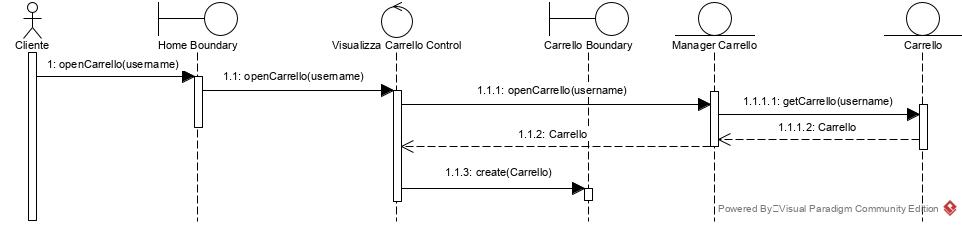 Cliente
Home Boundary
Visualizza Carrello Control
Carrello Boundary
Manager Carrello
Carrello
1: openCarrello(username)
1.1: openCarrello(username)
1.1.1: openCarrello(username)
1.1.1.1: getCarrello(username)
1.1.1.2: Carrello
1.1.2: Carrello
1.1.3: create(Carrello)
Powered By Visual Paradigm Community Edition